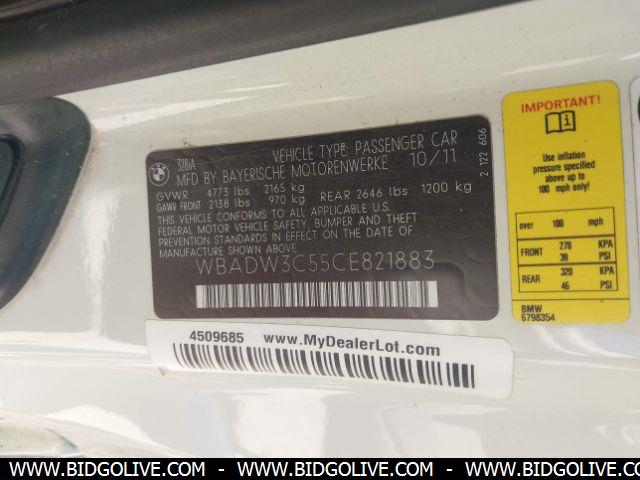 BMW
328iA
VEHICLE TYPE: PASSENGER CAR
MFD BY BAYERISCHE MOTORENWERKE 10/11
GVWR 4773 lbs 2165 kg
GAWR FRONT 2138 lbs 970 kg REAR 2646 lbs 1200 kg
THIS VEHICLE CONFORMS TO ALL APPLICABLE U.S.
FEDERAL MOTOR VEHICLE SAFETY, BUMPER AND THEFT
PREVENTION STANDARDS IN EFFECT ON THE DATE OF
MANUFACTURE SHOWN ABOVE.
WBADW3C55CE821883
2 122 606
4509685 www.MyDealerLot.com
IMPORTANT!
Inflation
pressure as
specified
above up to
100 mph only!
over 100 mph
FRONT 270 KPA
39 PSI
REAR 320 KPA
46 PSI
BMW
6798354
WWW.BIDGOLIVE.COM - WWW.BIDGOLIVE.COM - WWW.BIDGOLIVE.COM